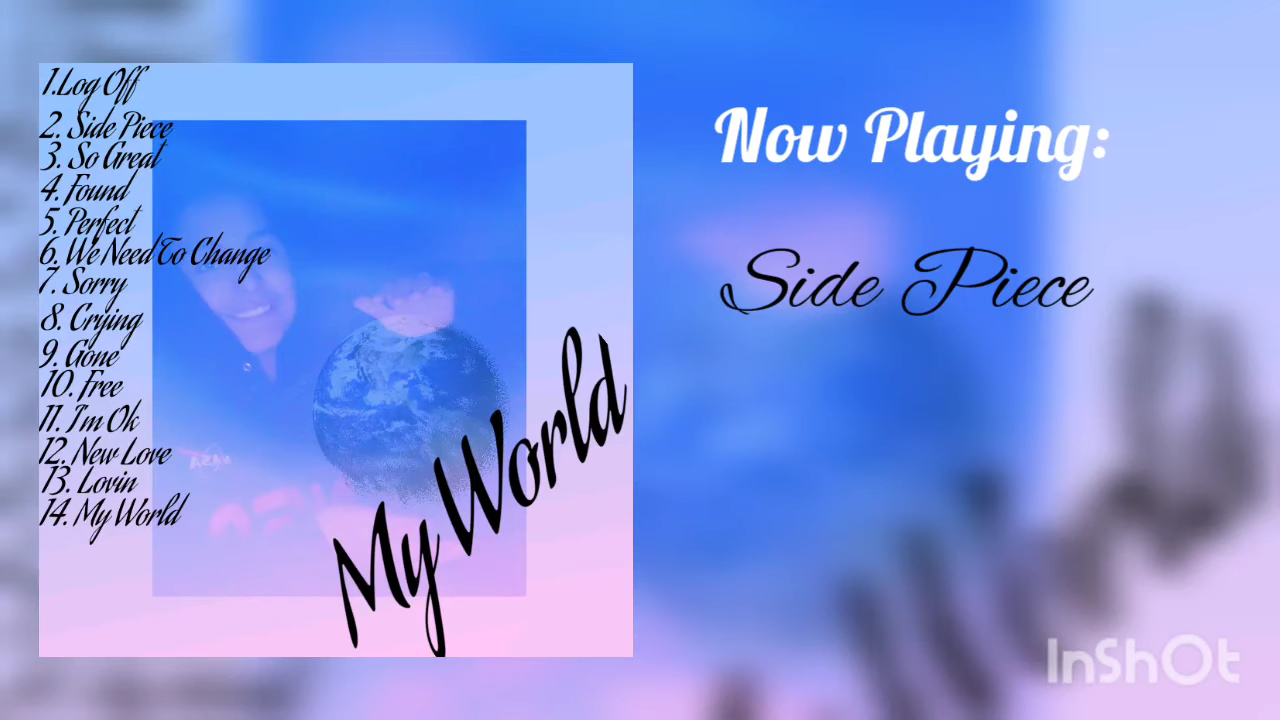 1.Log Off
2. Side Piece
3. So Great
4. Found
5. Perfect
6. We Need To Change
7. Sorry
8. Crying
9. Gone
10. Free
11. I'm Ok
12. New Love
13. Lovin
14. My World
My World
Now Playing:
Side Piece
InShOt